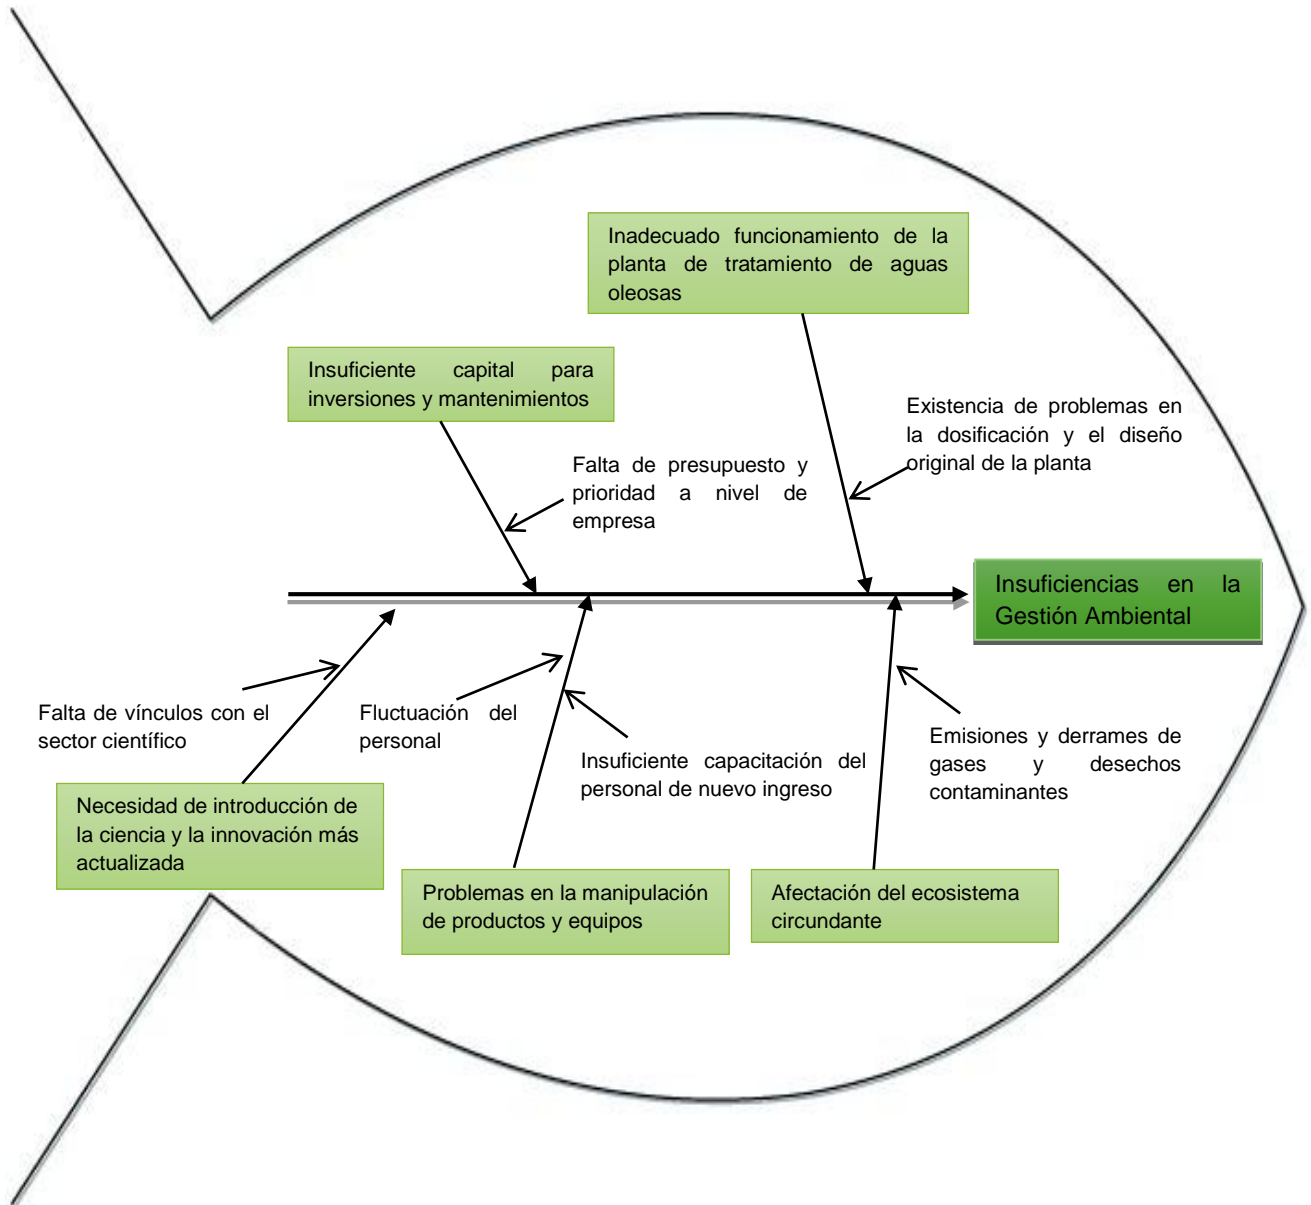 Inadecuado funcionamiento de la
planta de tratamiento de aguas
oleosas
Insuficiente capital para
inversiones y mantenimientos
Existencia de problemas en
la dosificación y el diseño
original de la planta
Falta de presupuesto y
prioridad a nivel de
empresa
Insuficiencias en la
Gestión Ambiental
Falta de vínculos con el
sector científico
Fluctuación del
personal
Insuficiente capacitación del
personal de nuevo ingreso
Emisiones y derrames de
gases y desechos
contaminantes
Necesidad de introducción de
la ciencia y la innovación más
actualizada
Problemas en la manipulación
de productos y equipos
Afectación del ecosistema
circundante